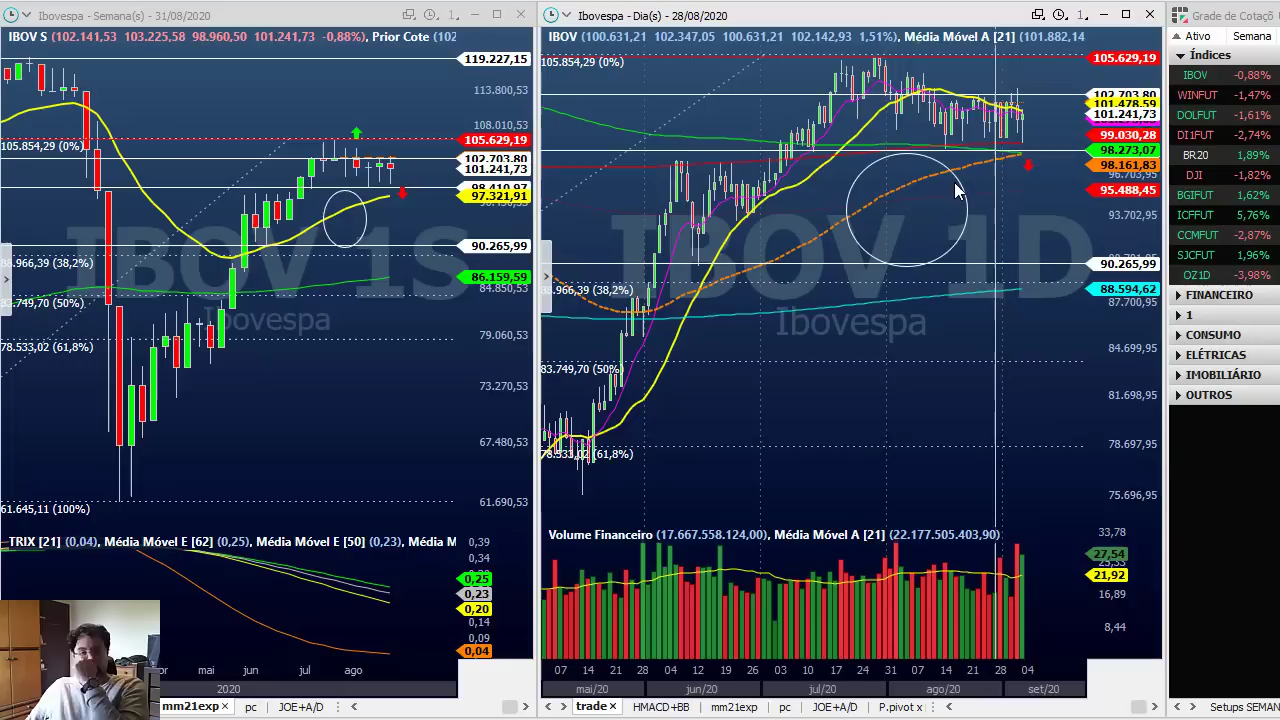 Ibovespa - Semana(s) - 31/08/2020
1
IBOV S (102.141,53 103.225,58 98.960,50 101.241,73 -0,88%), Prior Cote (102
119.227,15
113.800,53
108.010,53
105.629,19
105.854,29 (0%)
102.703,80
101.241,73
97.321,91
90.265,99
38,2%)
86.159,59
84.850,53
50%)
79.060,53
78.533,02 (61,8%)
73.270,53
67.480,53
61.690,53
61.645,11 (100%)
IBOV 1S
Ibovespa
TRIX [21] (0,04), Média Móvel E [62] (0,25), Média Móvel E [50] (0,23), Média M
0,39
0,34
0,25
0,23
0,20
0,14
0,09
0,04
mai
jun
jul
ago
2020
mm21exp
pc
JOE+A/D
Ibovespa - Dia(s) - 28/08/2020
1
IBOV (100.631,21 102.347,05 100.631,21 102.142,93 1,51%), Média Móvel A [21] (101.882,14
105.854,29 (0%)
105.629,19
102.703,80
101.478,59
101.241,73
99.030,28
98.273,07
98.161,83
96.703,95
95.488,45
93.702,95
90.265,99
38,2%)
88.594,62
87.700,95
84.699,95
83.749,70 (50%)
81.698,95
78.697,95
78.533,02 (61,8%)
75.696,95
IBOV 1D
Ibovespa
Volume Financeiro (17.667.558.124,00), Média Móvel A [21] (22.177.505.403,90)
33,78
27,54
21,92
16,89
8,44
07 14 21 28 04 12 19 26 03 10 17 24 31 07 14 21 28 04
mai/20 jun/20 jul/20 ago/20 set/20
trade
HMACD+BB
mm21exp
pc
JOE+A/D
P.pivot x
Grade de Cotaçõ
Ativo Semana
Índices
IBOV -0,88%
WINFUT -1,47%
DOLFUT -1,61%
DI1FUT -2,74%
BR20 1,89%
DJI -1,82%
BGIFUT 1,62%
ICFFUT 5,76%
CCMFUT -2,87%
SJCFUT 1,96%
OZ1D -3,98%
FINANCEIRO
1
CONSUMO
ELÉTRICAS
IMOBILIÁRIO
OUTROS
Setups SEMAN